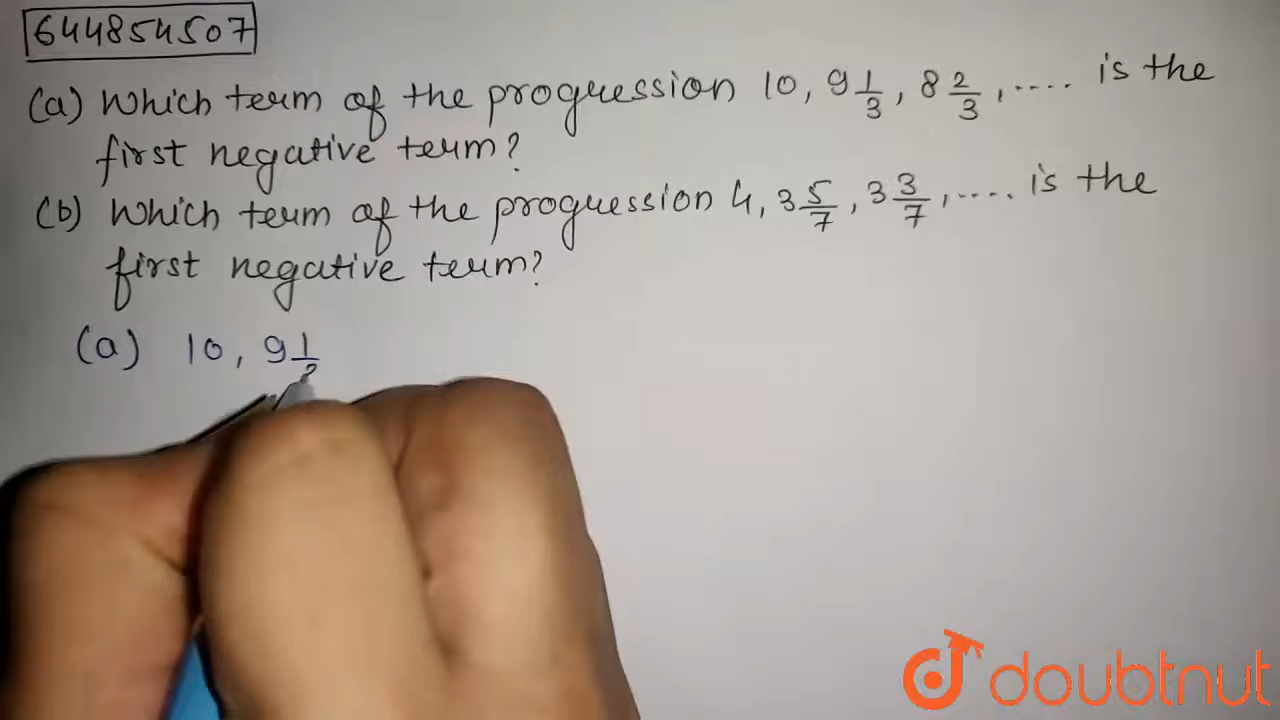 644854507
(a) Which term of the progression 10, 9 1/3, 8 2/3, .... is the
first negative term?
(b) Which term of the progression 4, 3 5/7, 3 3/7, .... is the
first negative term?
(a) 10, 9 1/
doubtnut